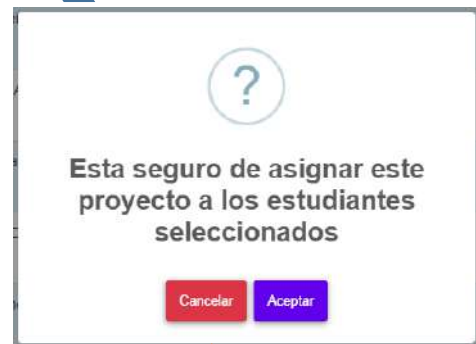 ?
Esta seguro de asignar este
proyecto a los estudiantes
seleccionados
Cancelar Aceptar